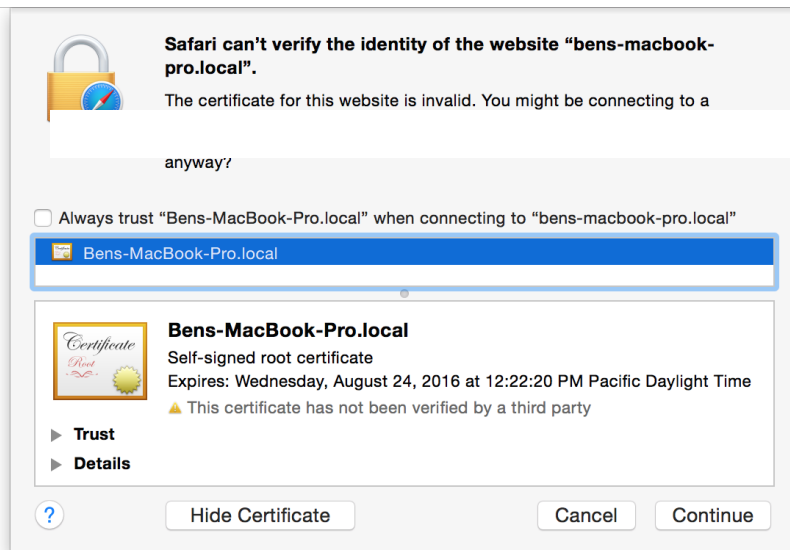 Safari can't verify the identity of the website “bens-macbook-
pro.local”.
The certificate for this website is invalid. You might be connecting to a
anyway?
Always trust “Bens-MacBook-Pro.local” when connecting to “bens-macbook-pro.local”
Bens-MacBook-Pro.local
Certificate
Root
Bens-MacBook-Pro.local
Self-signed root certificate
Expires: Wednesday, August 24, 2016 at 12:22:20 PM Pacific Daylight Time
This certificate has not been verified by a third party
Trust
Details
?
Hide Certificate
Cancel
Continue